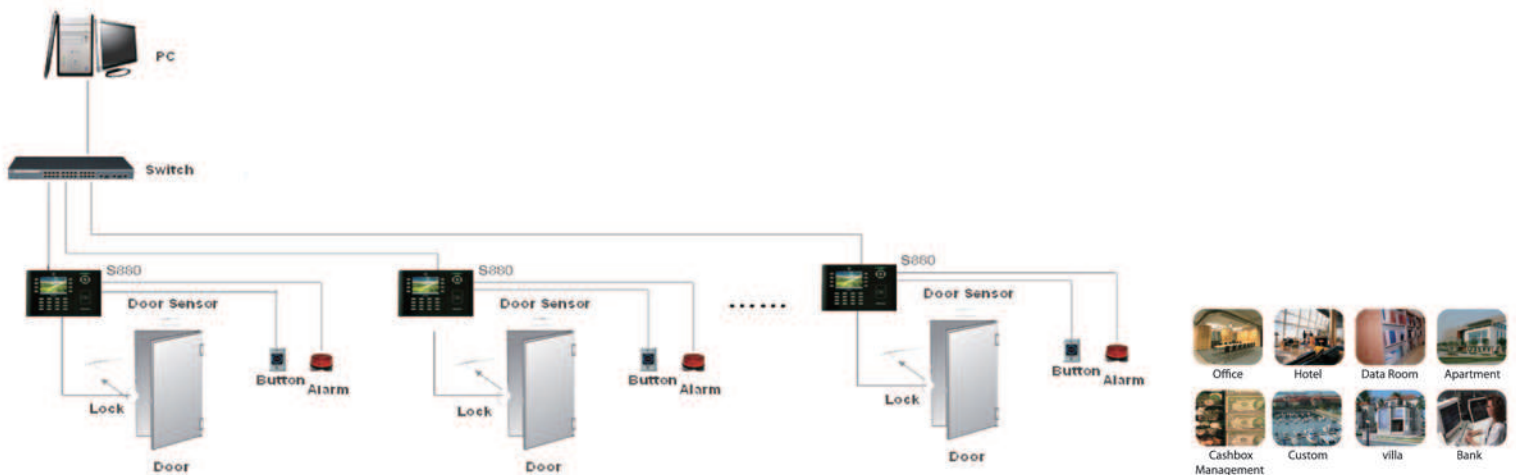 PC
Switch
S880
Door Sensor
Button
Alarm
Lock
Door
S880
Door Sensor
Button
Alarm
Lock
Door
......
S880
Door Sensor
Button
Alarm
Lock
Door
Office
Hotel
Data Room
Apartment
Cashbox
Management
Custom
villa
Bank